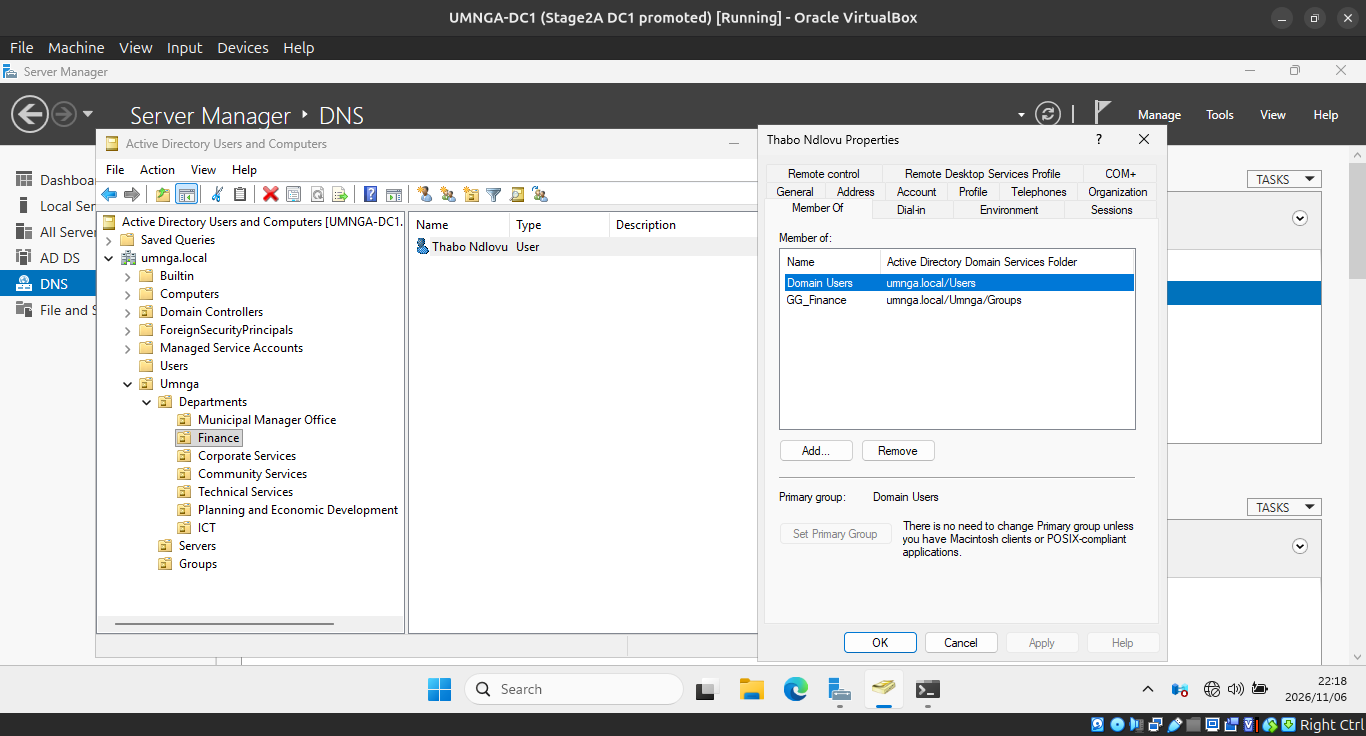 UMNGA-DC1 (Stage2A DC1 promoted) [Running] - Oracle VirtualBox
File Machine View Input Devices Help
Server Manager
Server Manager DNS
Manage Tools View Help
Dashboa
Local Ser
All Server
AD DS
DNS
File and S
Active Directory Users and Computers
File Action View Help
Active Directory Users and Computers [UMNGA-DC1.
Saved Queries
umnga.local
Builtin
Computers
Domain Controllers
ForeignSecurityPrincipals
Managed Service Accounts
Users
Umnga
Departments
Municipal Manager Office
Finance
Corporate Services
Community Services
Technical Services
Planning and Economic Development
ICT
Servers
Groups
Name Type Description
Thabo Ndlovu User
Thabo Ndlovu Properties
Remote control Remote Desktop Services Profile COM+
General Address Account Profile Telephones Organization
Member Of Dial-in Environment Sessions
Member of:
Name Active Directory Domain Services Folder
Domain Users umnga.local/Users
GG_Finance umnga.local/Umnga/Groups
Add... Remove
Primary group: Domain Users
Set Primary Group
There is no need to change Primary group unless
you have Macintosh clients or POSIX-compliant
applications.
OK Cancel Apply Help
TASKS
TASKS
Search
22:18
2026/11/06
Right Ctrl